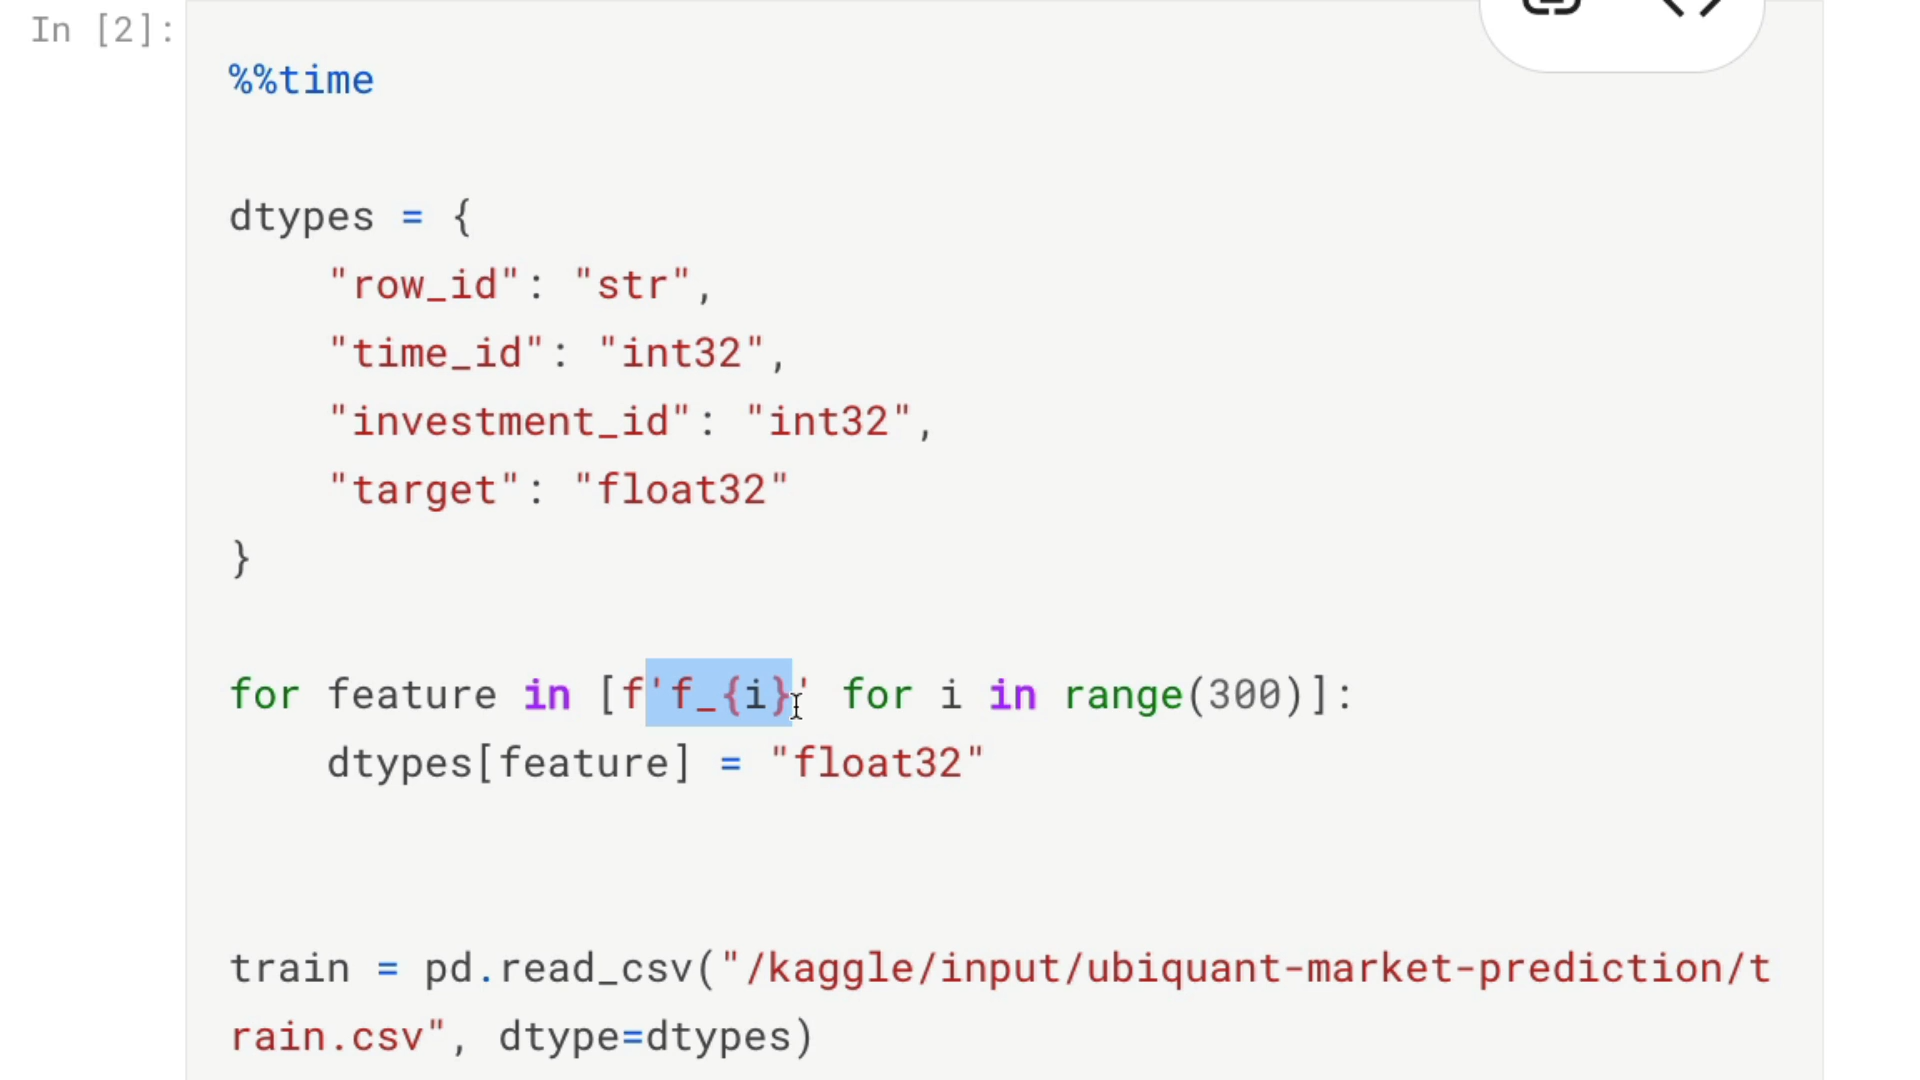 In [2]:
%%time
dtypes = {
    "row_id": "str",
    "time_id": "int32",
    "investment_id": "int32",
    "target": "float32"
}
for feature in [f'f_{i}' for i in range(300)]:
    dtypes[feature] = "float32"
train = pd.read_csv("/kaggle/input/ubiquant-market-prediction/t
rain.csv", dtype=dtypes)